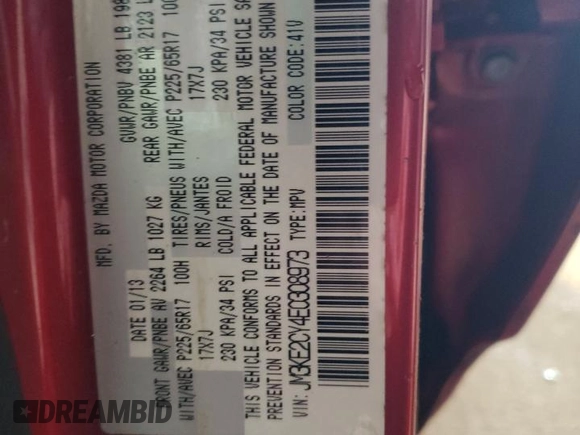 MFD. BY MAZDA MOTOR CORPORATION
DATE 01/13 GVWR/PNBV 4381 LB
FRONT GAWR/PNBE AV 2264 LB 1027 KG REAR GAWR/PNBE AR 2123 L
WITH/AVEC P225/65R17 100H TIRES/PNEUS WITH/AVEC P225/65R17 100
17X7J RIMS/JANTES 17X7J
230 KPA/34 PSI COLD/A FROID 230 KPA/34 PSI
THIS VEHICLE CONFORMS TO ALL APPLICABLE FEDERAL MOTOR VEHICLE SA
PREVENTION STANDARDS IN EFFECT ON THE DATE OF MANUFACTURE SHOW
VIN: JM3KE2CY4E0308973 TYPE:MPV COLOR CODE:41V
DREAMBID